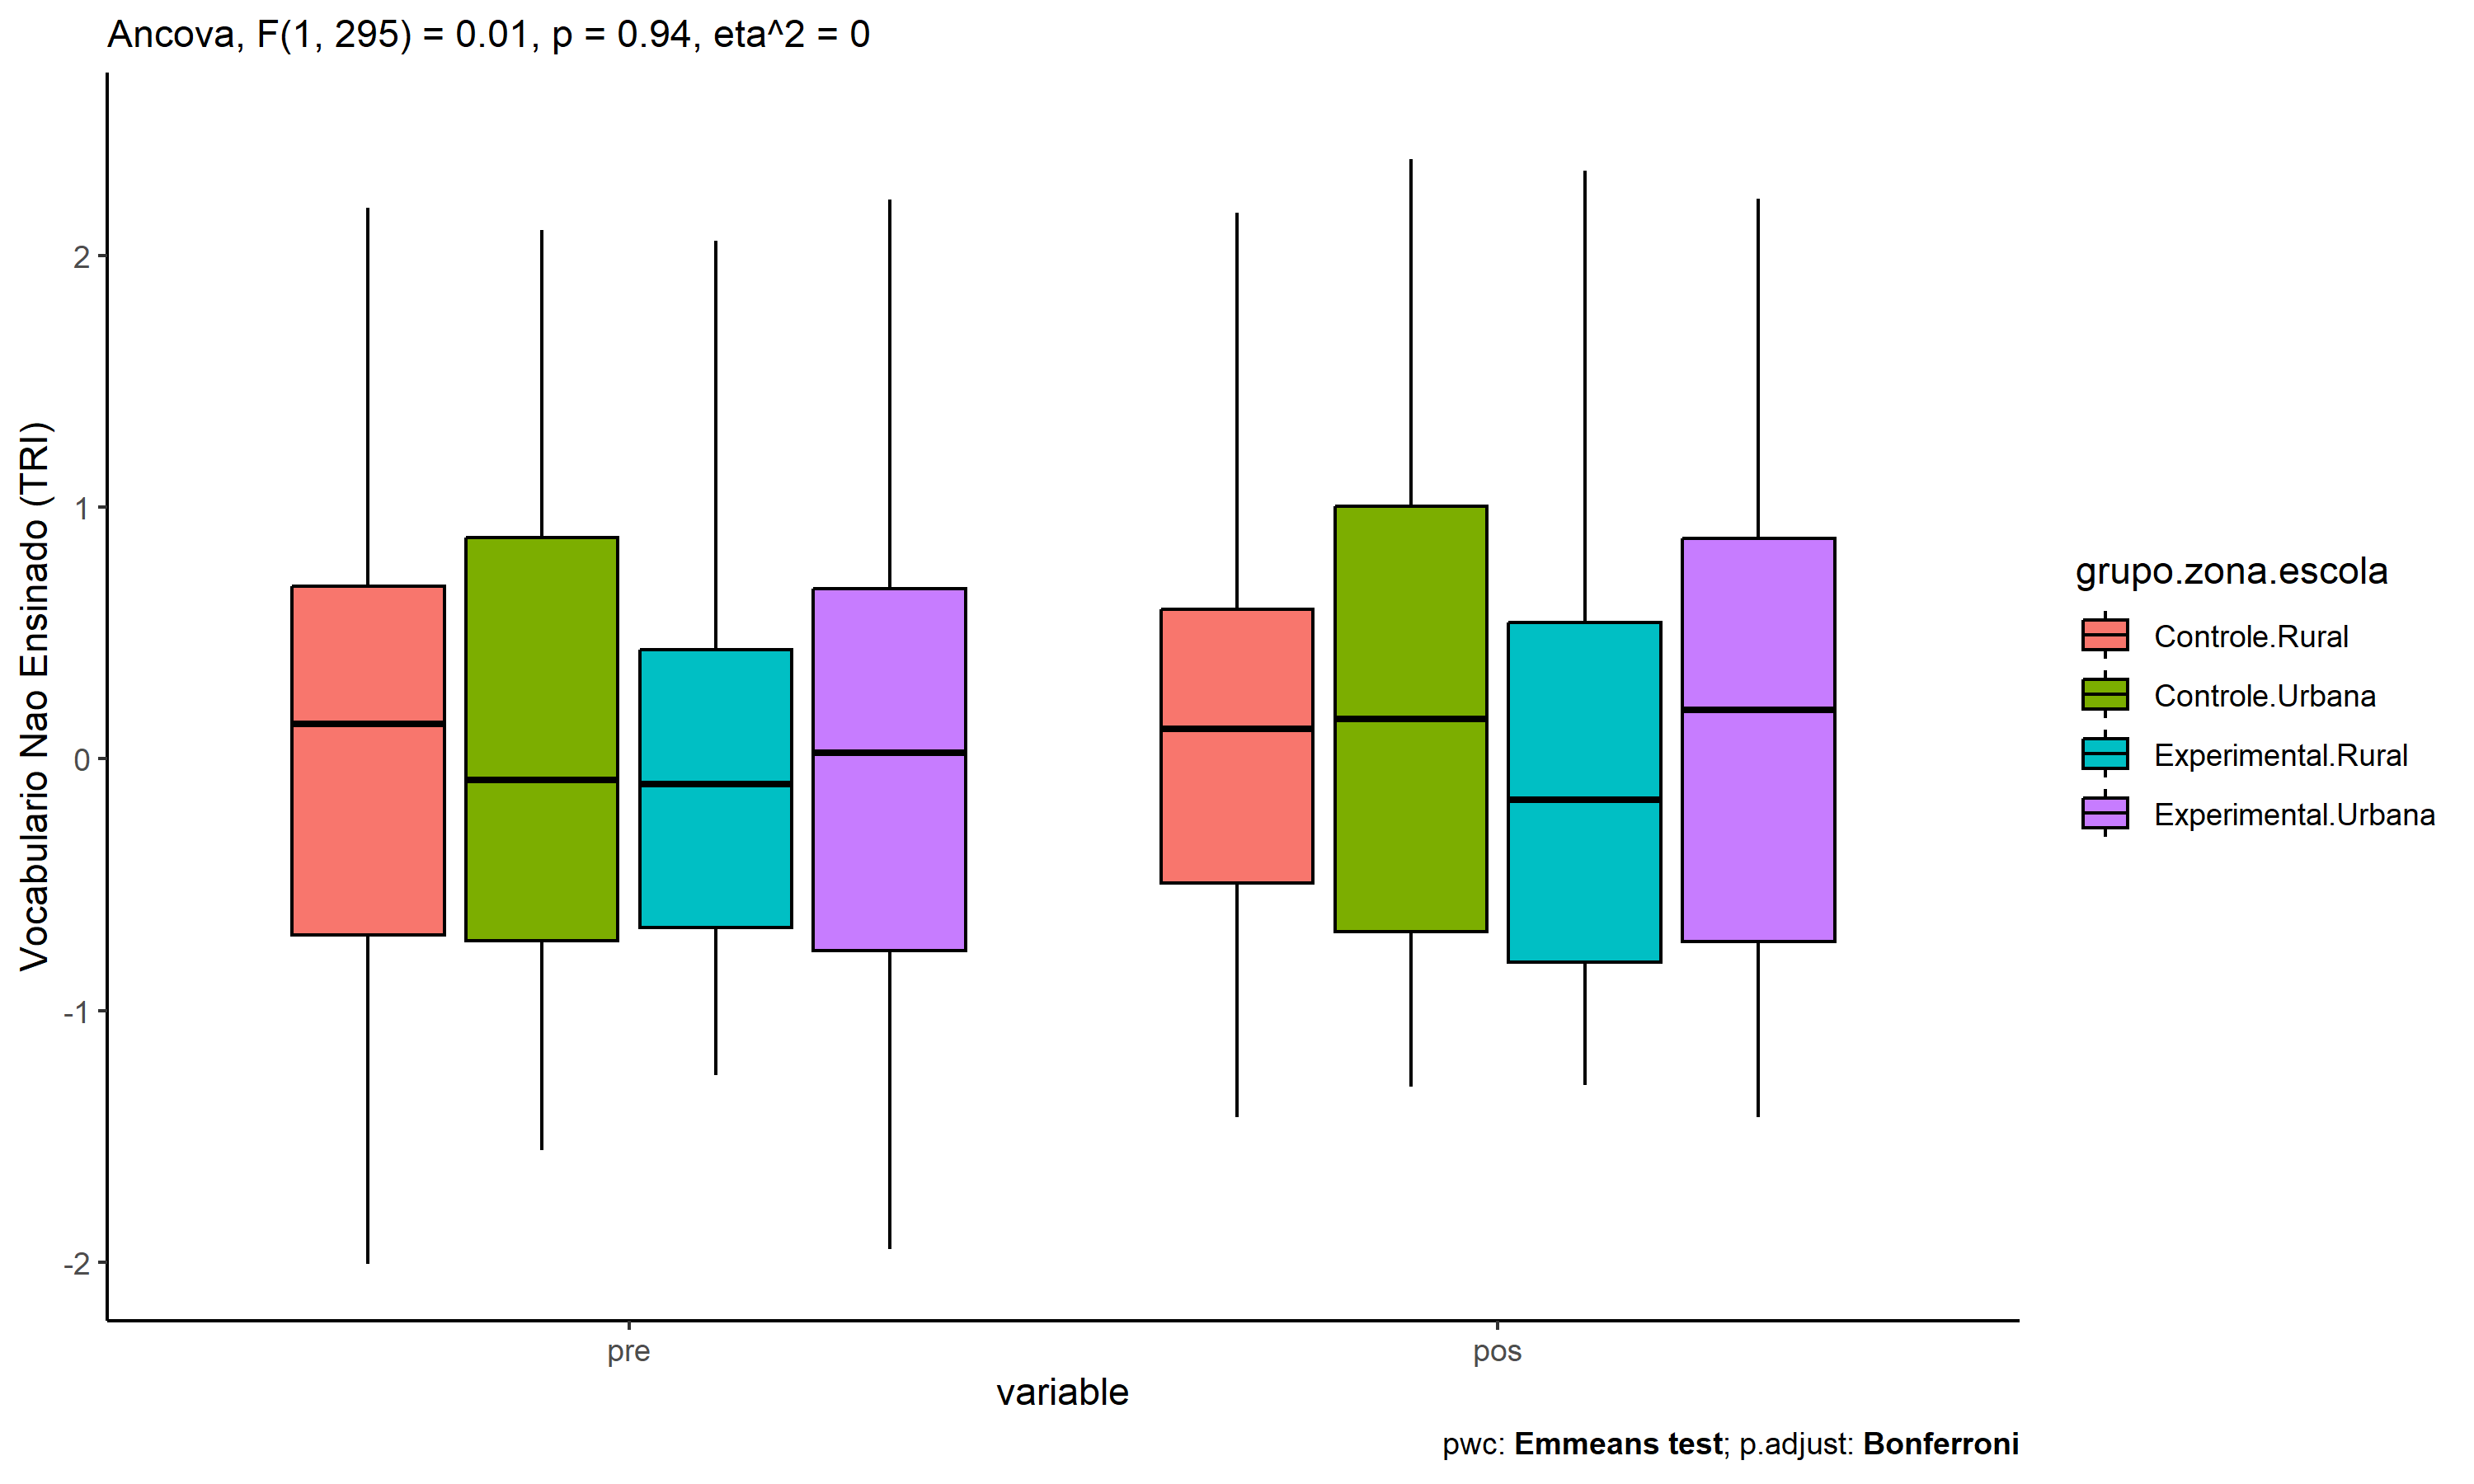 Ancova, F(1, 295) = 0.01, p = 0.94, eta^2 = 0
Vocabulario Nao Ensinado (TRI)
2
1
0
-1
-2
pre
pos
variable
grupo.zona.escola
Controle.Rural
Controle.Urbana
Experimental.Rural
Experimental.Urbana
pwc: Emmeans test; p.adjust: Bonferroni